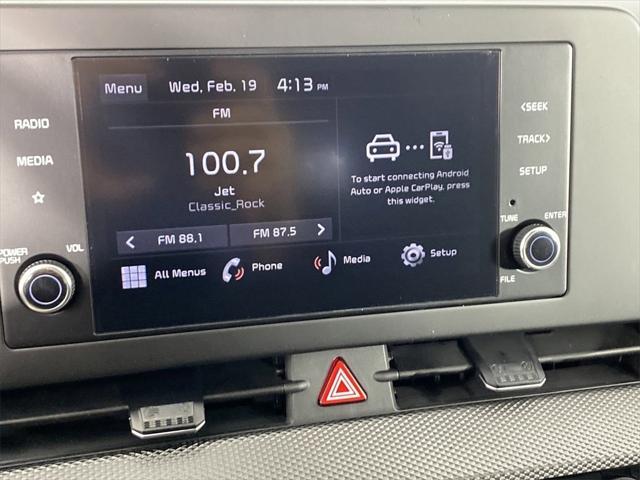 Menu Wed, Feb. 19 4:13 PM
FM
100.7
Jet
Classic_Rock
FM 88.1 FM 87.5
To start connecting Android
Auto or Apple CarPlay, press
this widget.
All Menus Phone Media Setup
RADIO
MEDIA
POWER
PUSH
VOL
<SEEK
TRACK>
SETUP
TUNE
ENTER
FILE